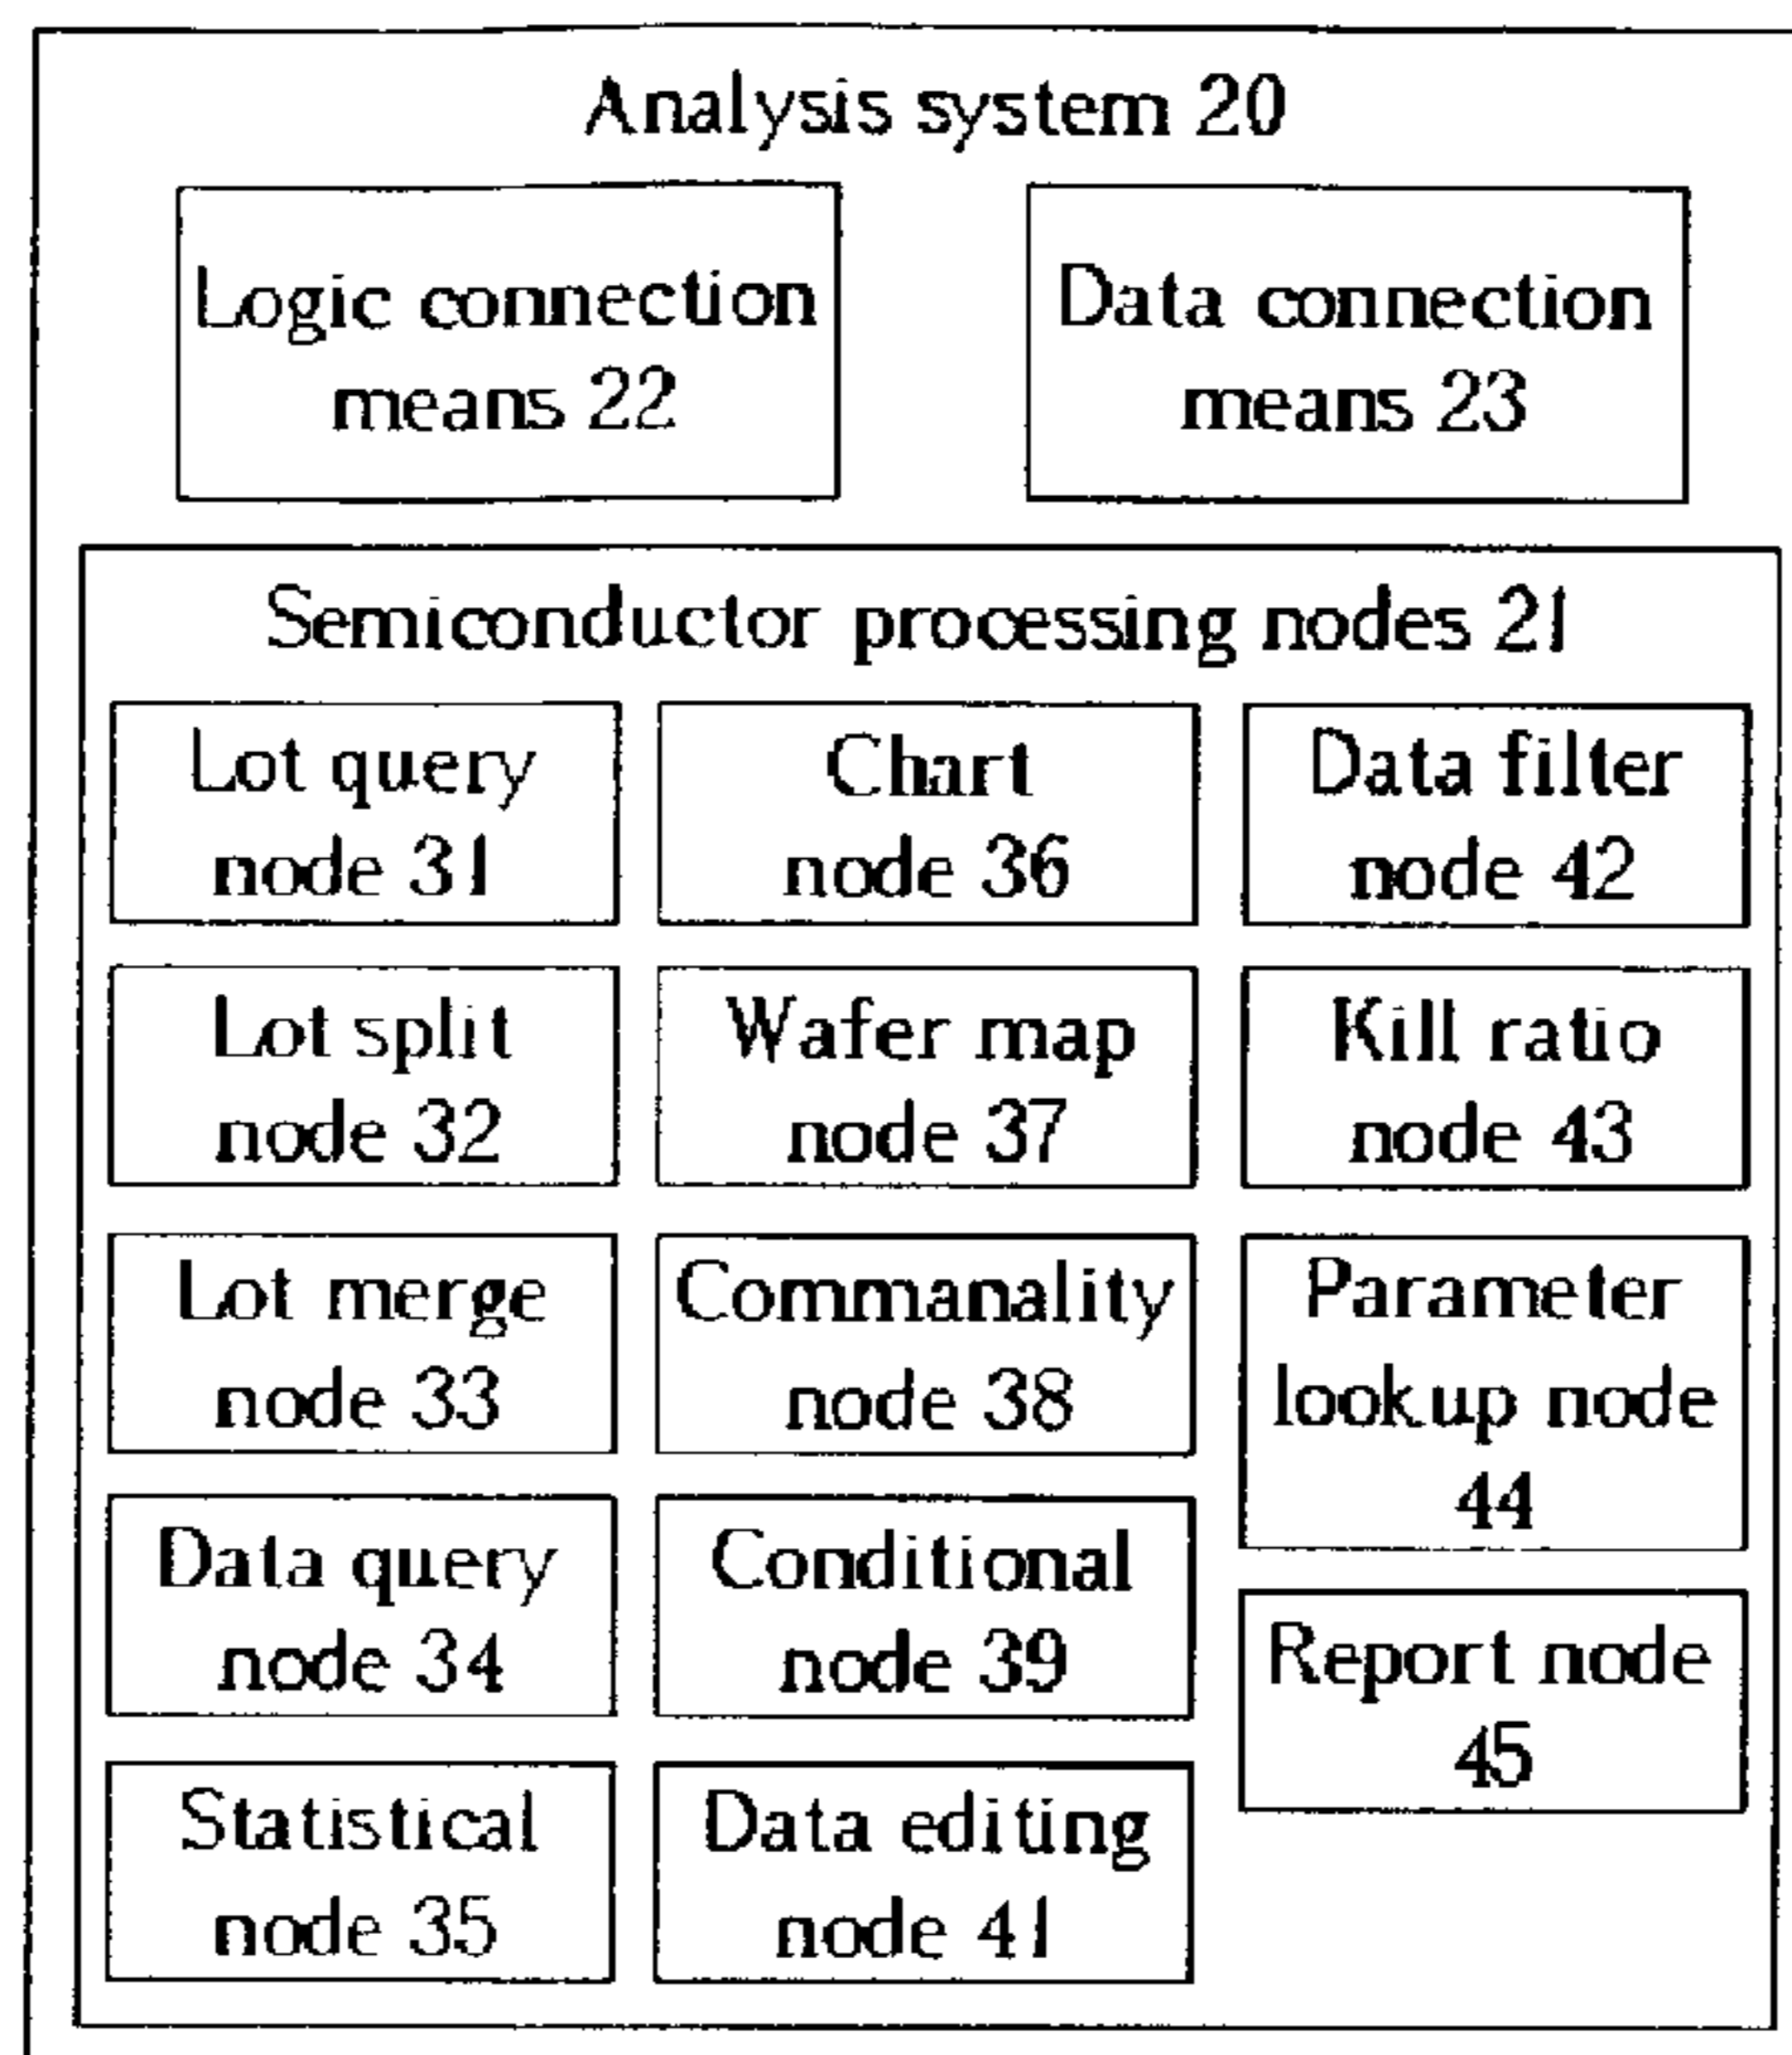 Analysis system 20
Logic connection
means 22
Data connection
means 23
Semiconductor processing nodes 21
Lot query
node 31
Chart
node 36
Data filter
node 42
Lot split
node 32
Wafer map
node 37
Kill ratio
node 43
Lot merge
node 33
Commanality
node 38
Parameter
lookup node
44
Data query
node 34
Conditional
node 39
Report node
45
Statistical
node 35
Data editing
node 41